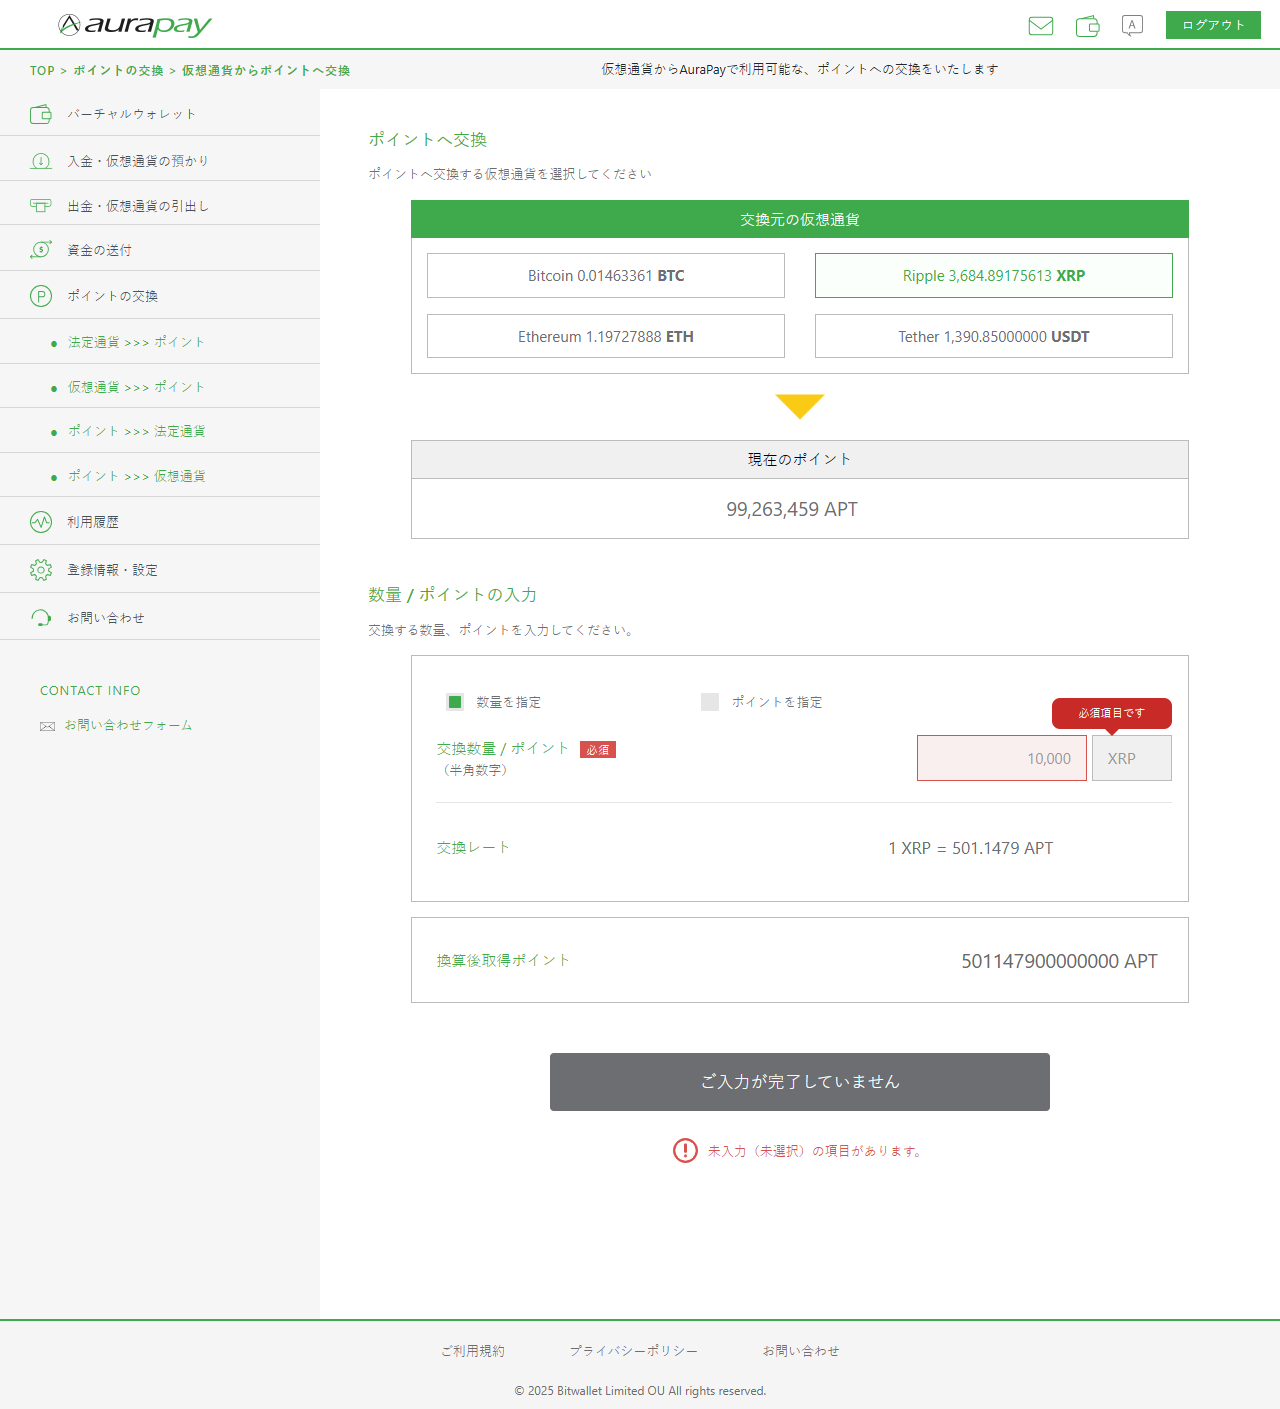 aurapay
A
ログアウト
TOP > ポイントの交換 > 仮想通貨からポイントへ交換
仮想通貨からAuraPayで利用可能な、ポイントへの交換をいたします
バーチャルウォレット
入金・仮想通貨の預かり
出金・仮想通貨の引出し
資金の送付
ポイントの交換
法定通貨 >>> ポイント
仮想通貨 >>> ポイント
ポイント >>> 法定通貨
ポイント >>> 仮想通貨
利用履歴
登録情報・設定
お問い合わせ
CONTACT INFO
お問い合わせフォーム
ポイントへ交換
ポイントへ交換する仮想通貨を選択してください
交換元の仮想通貨
Bitcoin 0.01463361 BTC
Ripple 3,684.89175613 XRP
Ethereum 1.19727888 ETH
Tether 1,390.85000000 USDT
現在のポイント
99,263,459 APT
数量 / ポイントの入力
交換する数量、ポイントを入力してください。
数量を指定
ポイントを指定
必須項目です
交換数量 / ポイント 必須
（半角数字）
10,000
XRP
交換レート
1 XRP = 501.1479 APT
換算後取得ポイント
501147900000000 APT
ご入力が完了していません
未入力（未選択）の項目があります。
ご利用規約
プライバシーポリシー
お問い合わせ
© 2025 Bitwallet Limited OU All rights reserved.